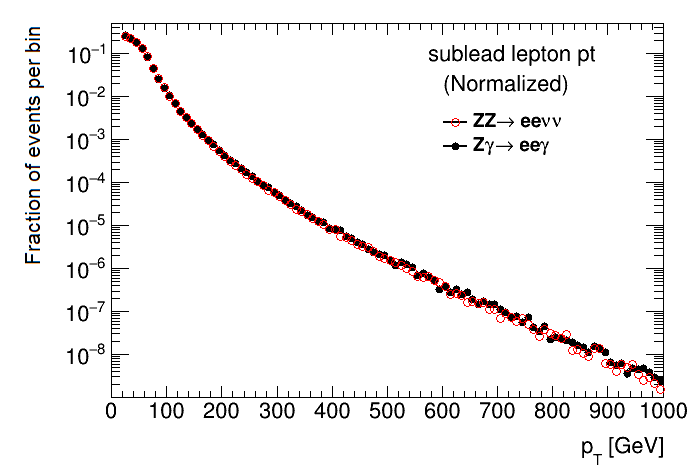 Fraction of events per bin
10⁻¹
10⁻²
10⁻³
10⁻⁴
10⁻⁵
10⁻⁶
10⁻⁷
10⁻⁸
sublead lepton pt
(Normalized)
ZZ→ eeνν
Zγ→ eeγ
0 100 200 300 400 500 600 700 800 900 1000
p_T [GeV]